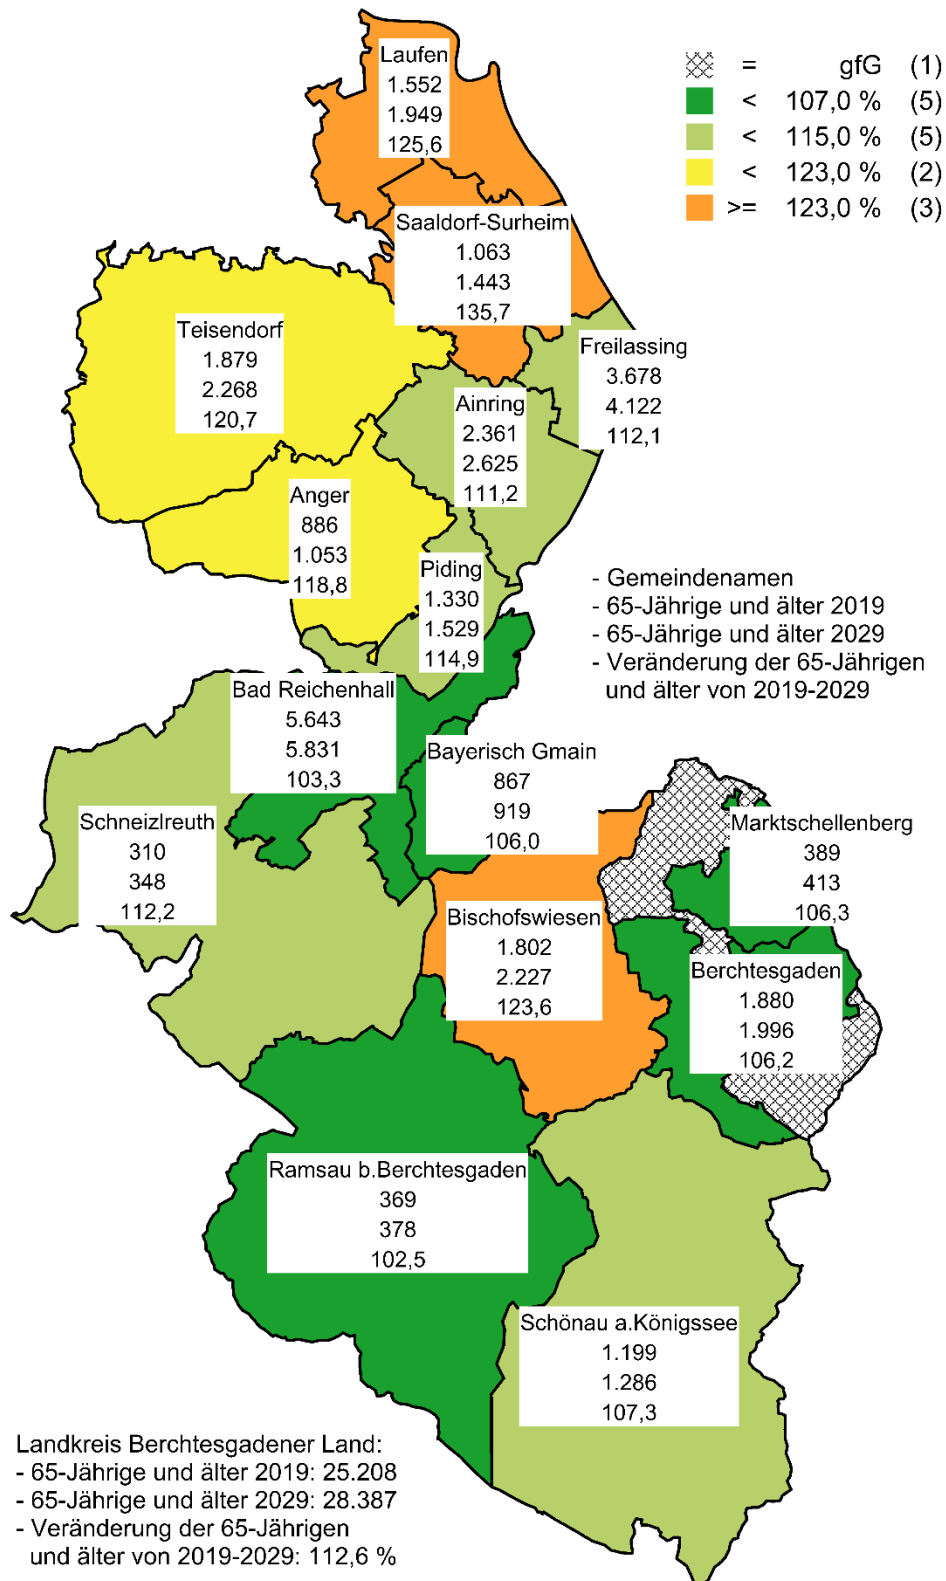 Laufen
1.552
1.949
125,6
= gfG (1)
< 107,0 % (5)
< 115,0 % (5)
< 123,0 % (2)
>= 123,0 % (3)
Saaldorf-Surheim
1.063
1.443
135,7
Teisendorf
1.879
2.268
120,7
Freilassing
3.678
4.122
112,1
Ainring
2.361
2.625
111,2
Anger
886
1.053
118,8
Piding
1.330
1.529
114,9
- Gemeindenamen
- 65-Jährige und älter 2019
- 65-Jährige und älter 2029
- Veränderung der 65-Jährigen
und älter von 2019-2029
Bad Reichenhall
5.643
5.831
103,3
Bayerisch Gmain
867
919
106,0
Schneizlreuth
310
348
112,2
Marktschellenberg
389
413
106,3
Bischofswiesen
1.802
2.227
123,6
Berchtesgaden
1.880
1.996
106,2
Ramsau b.Berchtesgaden
369
378
102,5
Schönau a.Königssee
1.199
1.286
107,3
Landkreis Berchtesgadener Land:
- 65-Jährige und älter 2019: 25.208
- 65-Jährige und älter 2029: 28.387
- Veränderung der 65-Jährigen
und älter von 2019-2029: 112,6 %